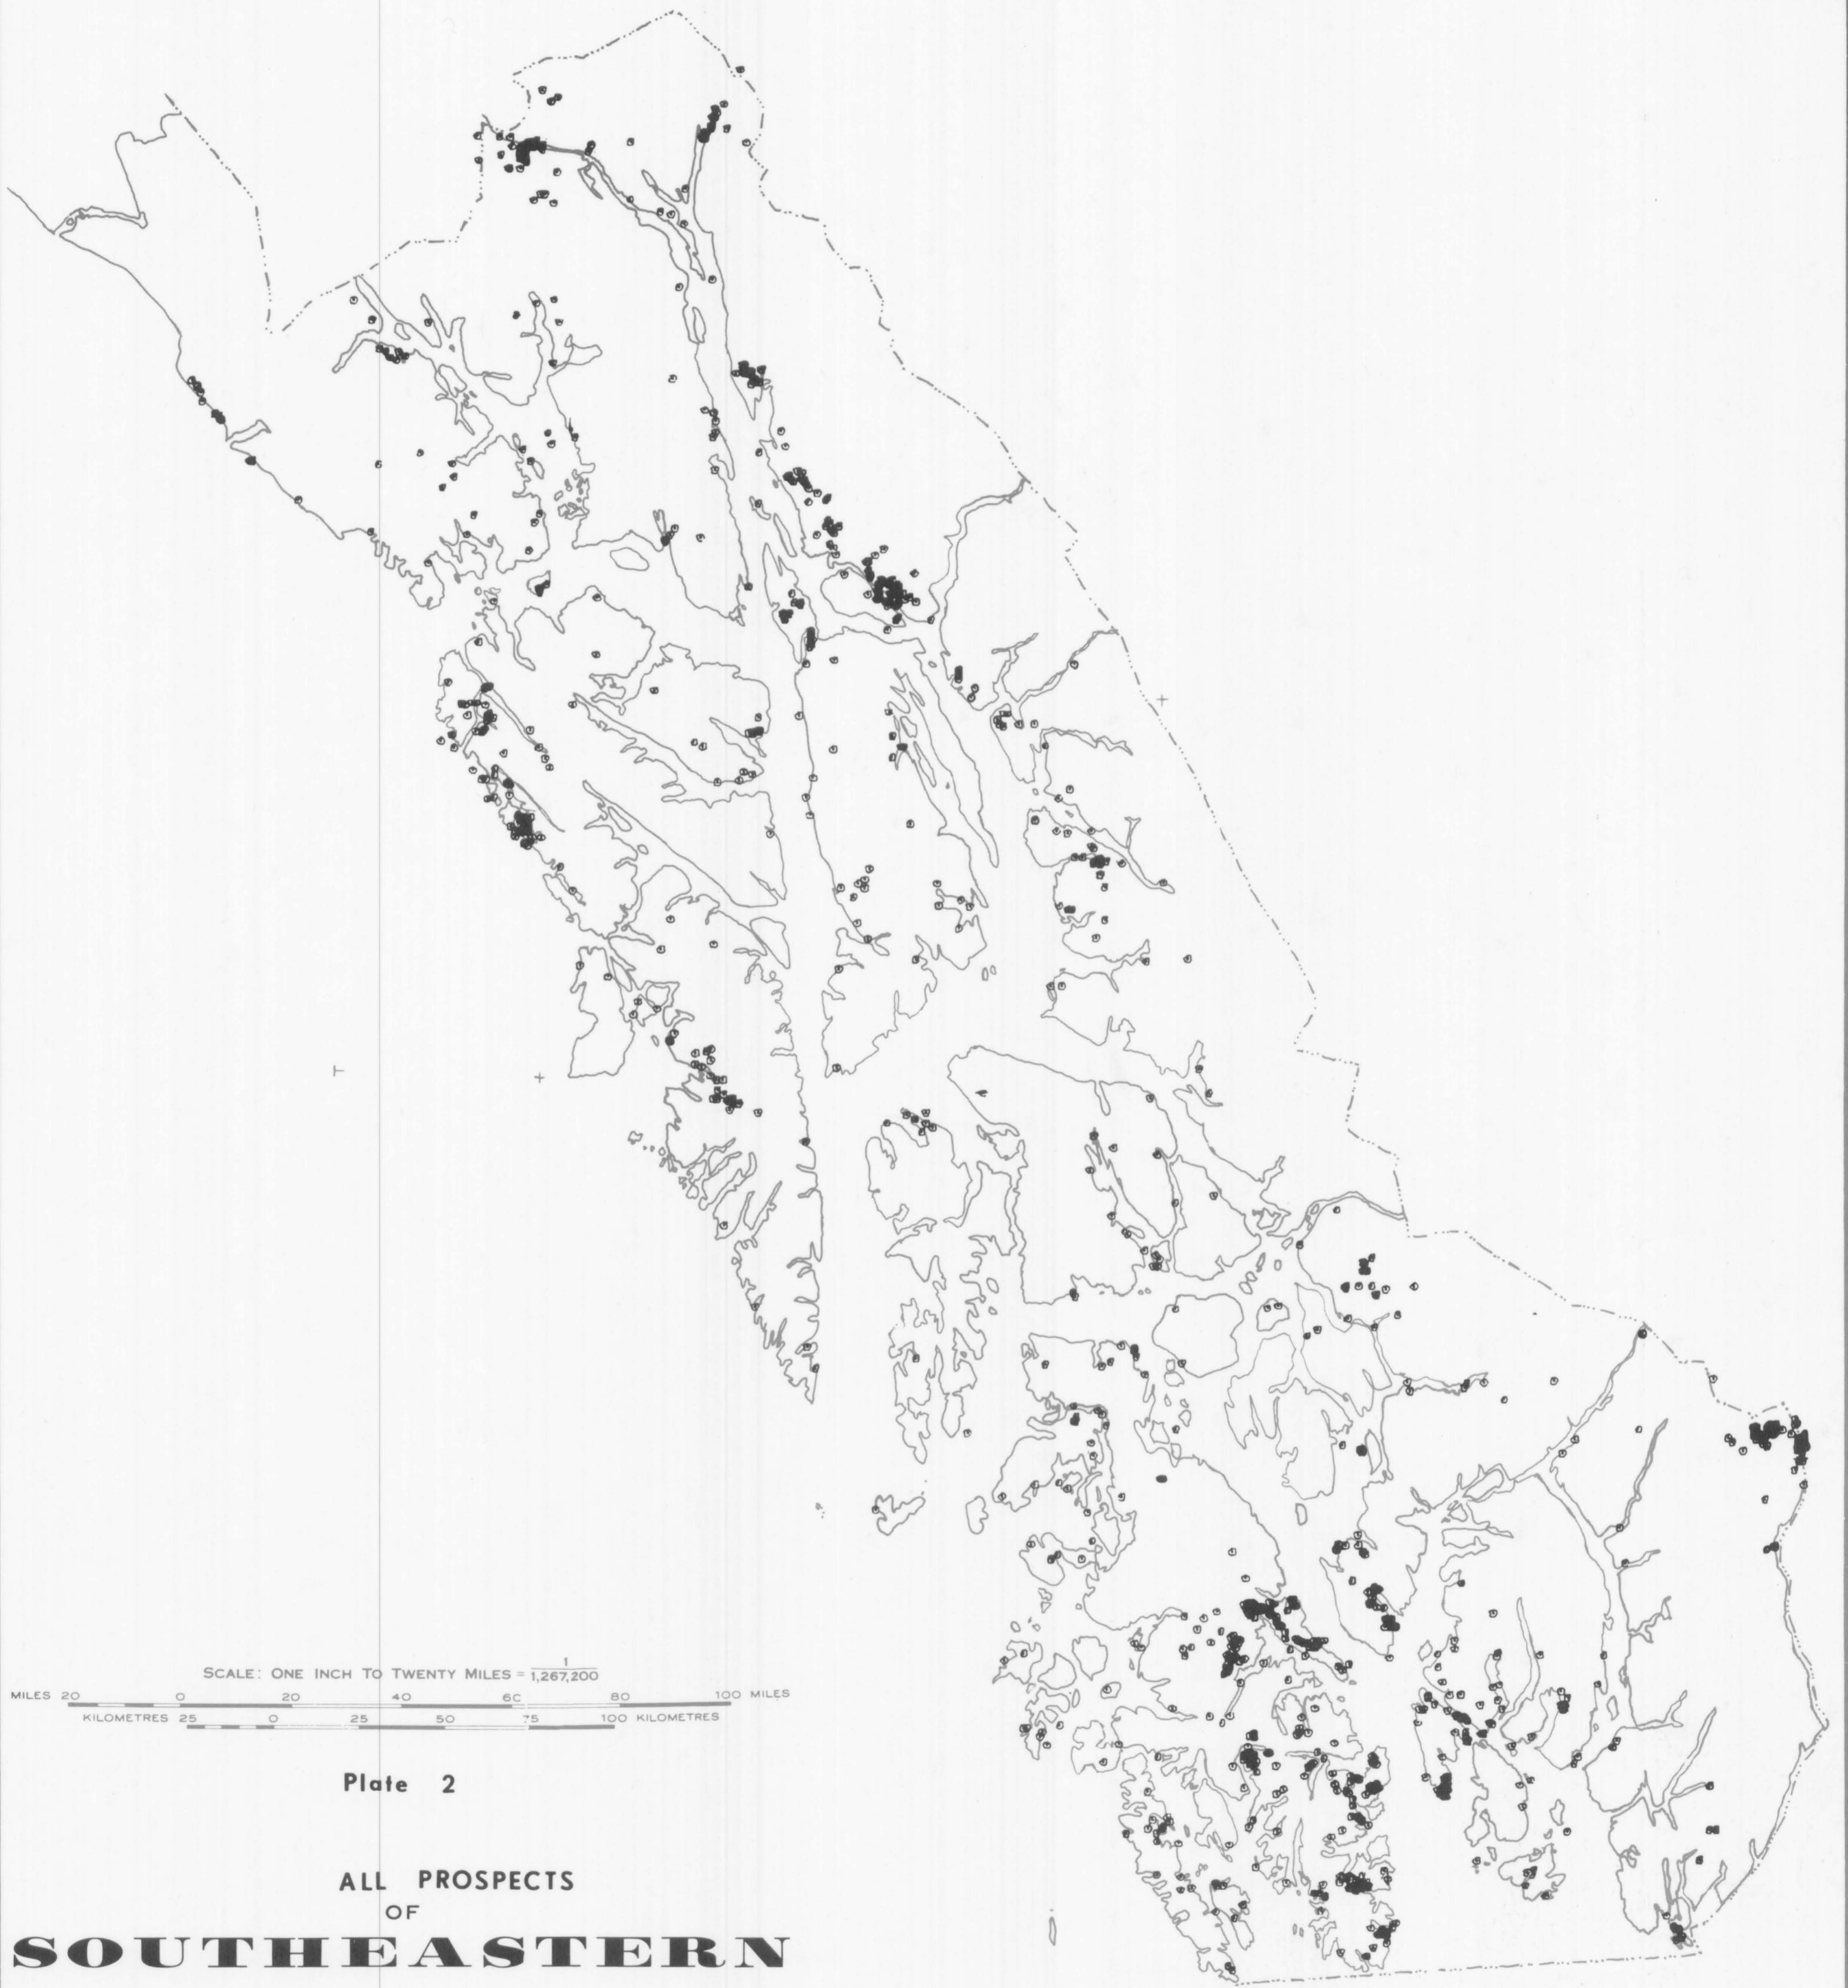 SCALE: ONE INCH TO TWENTY MILES = 1/1,267,200
MILES 20 0 20 40 60 80 100 MILES
KILOMETRES 25 0 25 50 75 100 KILOMETRES
Plate 2
ALL PROSPECTS
OF
SOUTHEASTERN